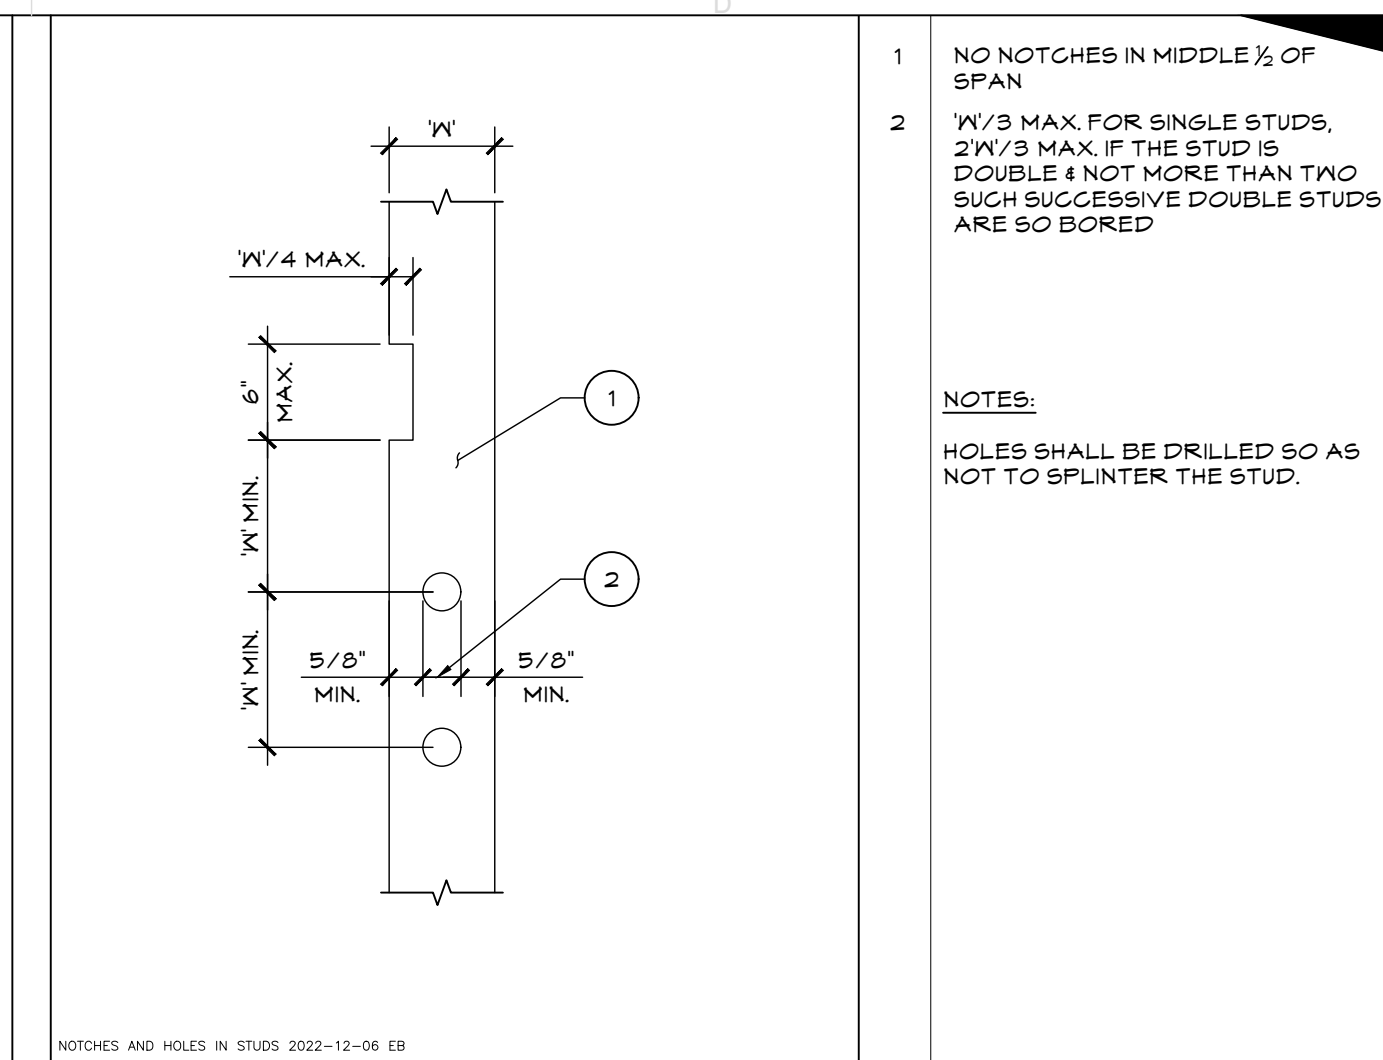 D
'W'
'W'/4 MAX.
6"
MAX.
'W' MIN.
'W' MIN.
5/8"
MIN.
5/8"
MIN.
1
2
NOTCHES AND HOLES IN STUDS 2022-12-06 EB
1 NO NOTCHES IN MIDDLE ½ OF
SPAN
2 'W'/3 MAX. FOR SINGLE STUDS,
2'W'/3 MAX. IF THE STUD IS
DOUBLE & NOT MORE THAN TWO
SUCH SUCCESSIVE DOUBLE STUDS
ARE SO BORED
NOTES:
HOLES SHALL BE DRILLED SO AS
NOT TO SPLINTER THE STUD.